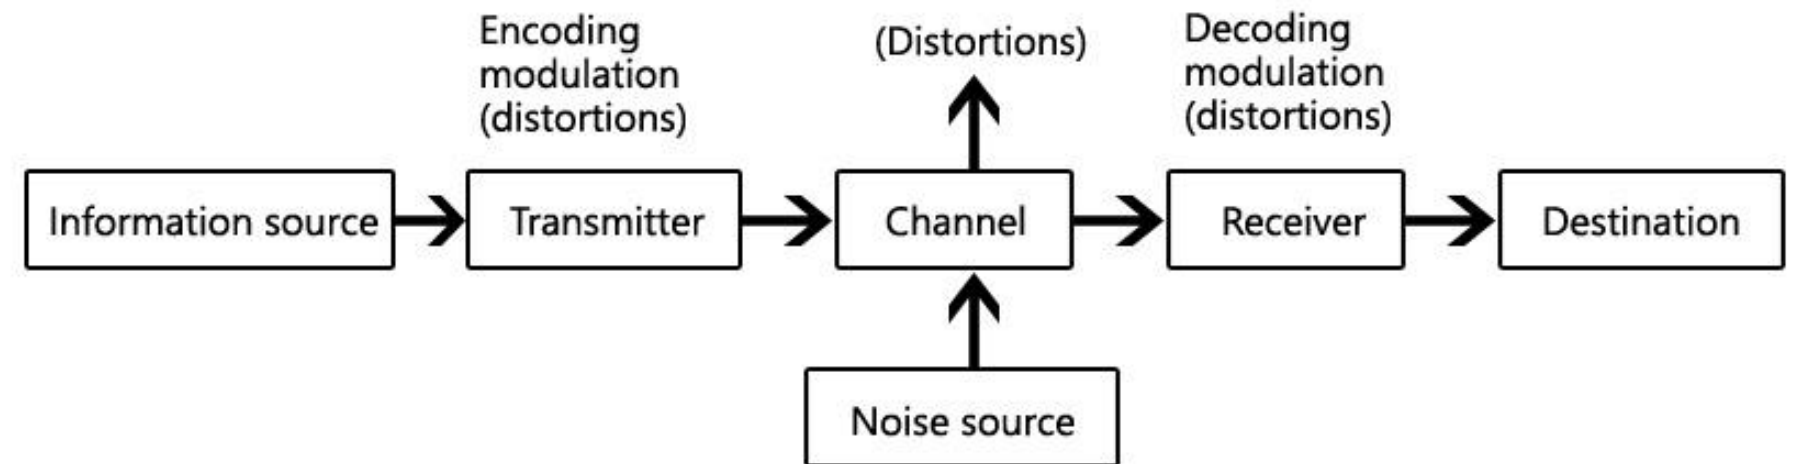 Encoding
modulation
(distortions)
(Distortions)
Decoding
modulation
(distortions)
Information source
Transmitter
Channel
Receiver
Destination
Noise source